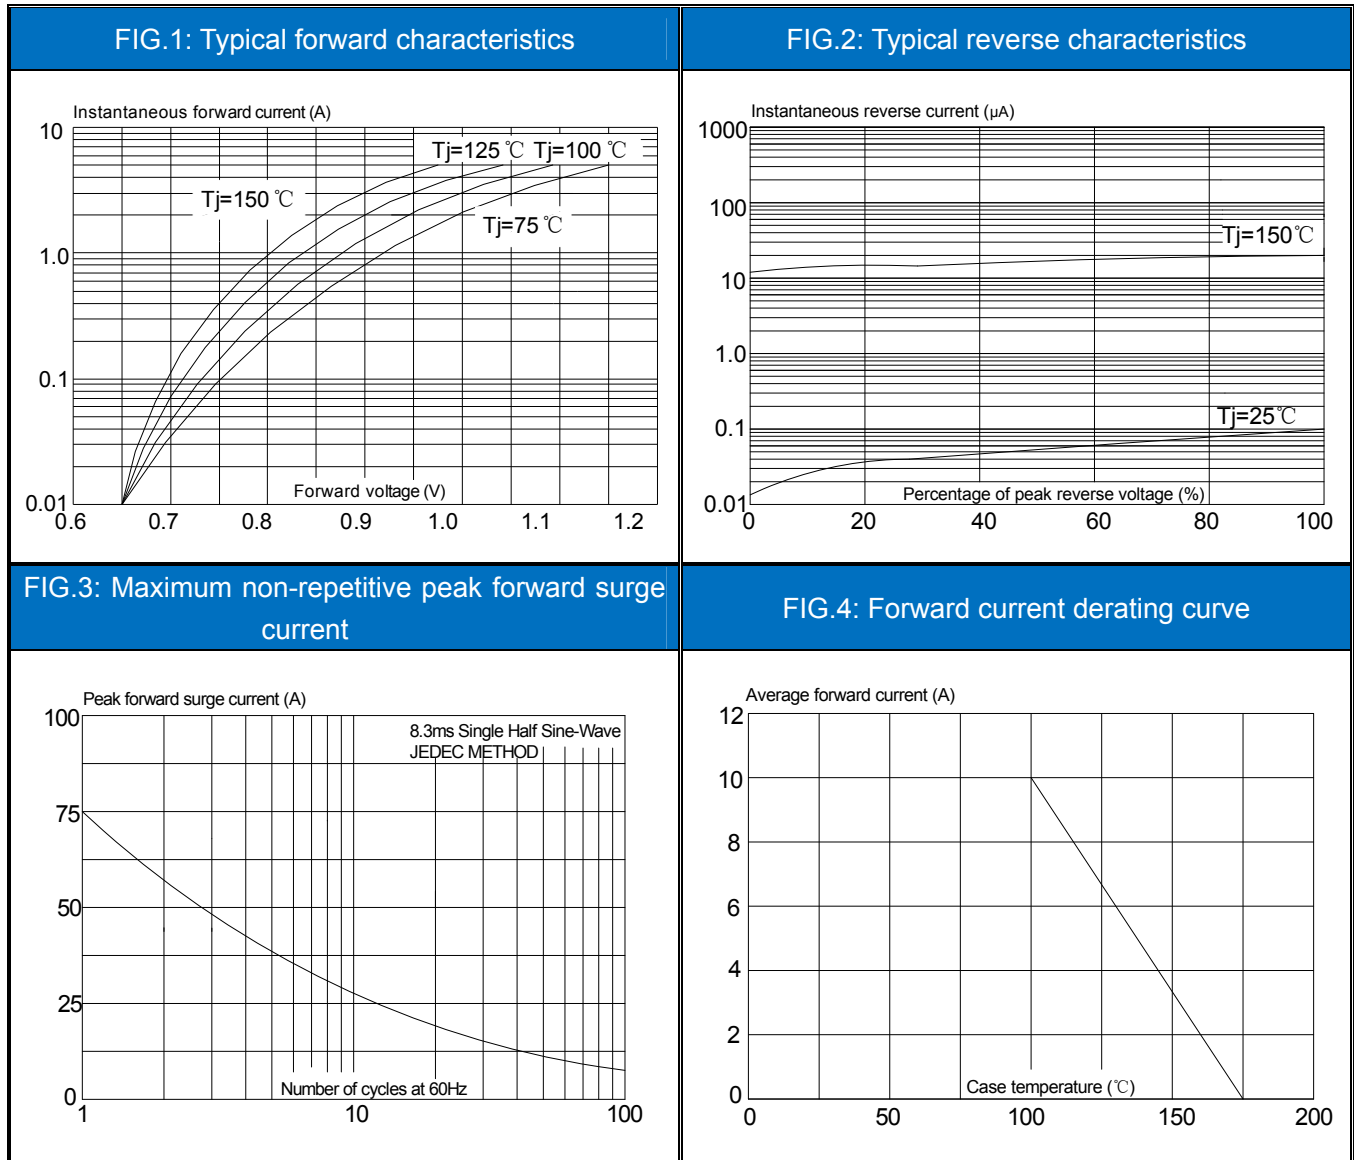 FIG.1: Typical forward characteristics
Instantaneous forward current (A)
10
1.0
0.1
0.01
Tj=125 ℃ Tj=100 ℃
Tj=150 ℃
Tj=75 ℃
Forward voltage (V)
0.6 0.7 0.8 0.9 1.0 1.1 1.2
FIG.2: Typical reverse characteristics
Instantaneous reverse current (μA)
1000
100
10
1.0
0.1
0.01
Tj=150℃
Tj=25℃
Percentage of peak reverse voltage (%)
0 20 40 60 80 100
FIG.3: Maximum non-repetitive peak forward surge
current
Peak forward surge current (A)
100
75
50
25
0
8.3ms Single Half Sine-Wave
JEDEC METHOD
Number of cycles at 60Hz
1 10 100
FIG.4: Forward current derating curve
Average forward current (A)
12
10
8
6
4
2
0
Case temperature (℃)
0 50 100 150 200